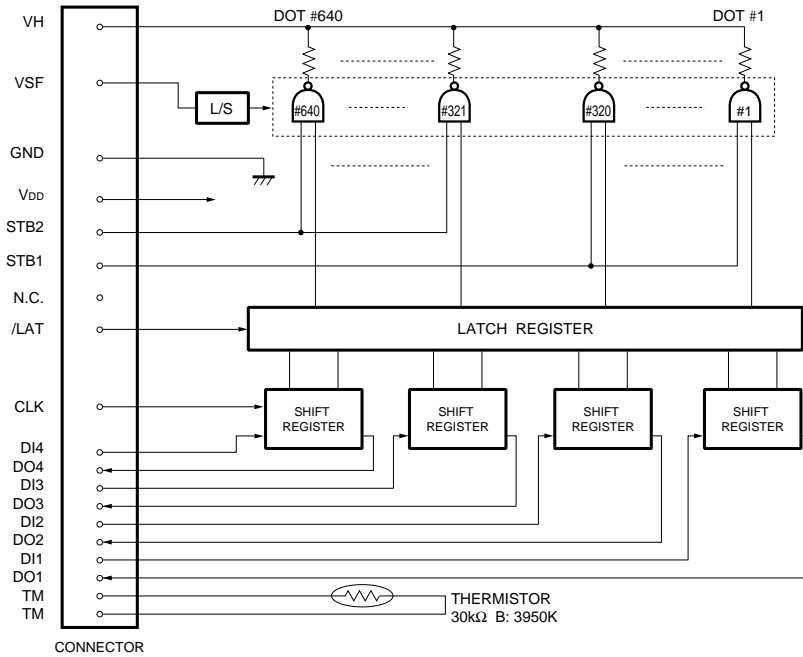 VH
DOT #640
DOT #1
VSF
L/S
#640
#321
#320
#1
GND
VDD
STB2
STB1
N.C.
/LAT
LATCH REGISTER
CLK
SHIFT
REGISTER
SHIFT
REGISTER
SHIFT
REGISTER
SHIFT
REGISTER
DI4
DO4
DI3
DO3
DI2
DO2
DI1
DO1
TM
TM
THERMISTOR
30kΩ B: 3950K
CONNECTOR